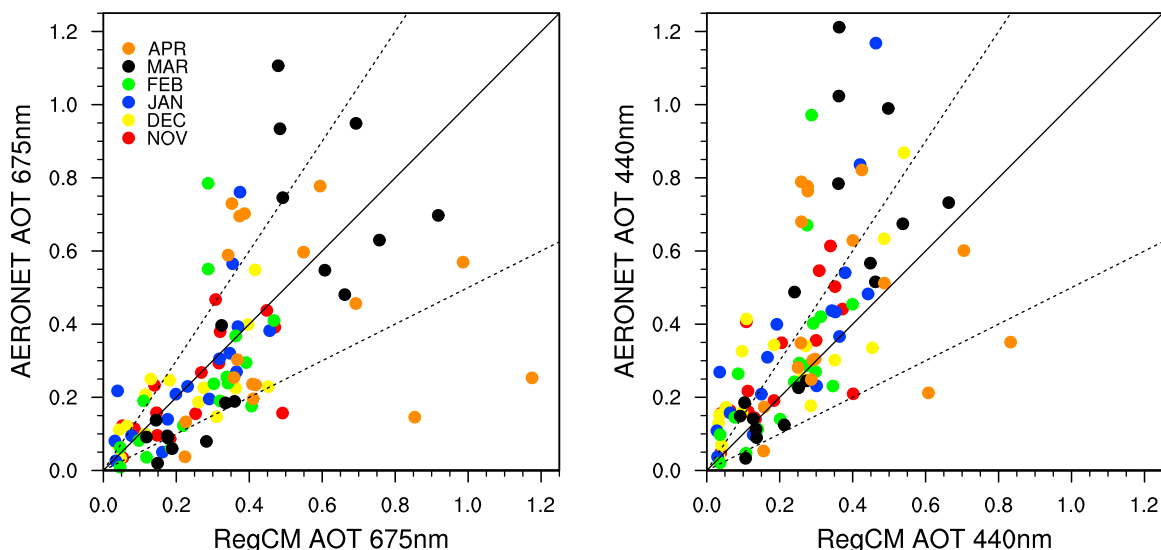 AERONET AOT 675nm
1.2
1.0
0.8
0.6
0.4
0.2
0.0
APR
MAR
FEB
JAN
DEC
NOV
0.0 0.2 0.4 0.6 0.8 1.0 1.2
RegCM AOT 675nm
AERONET AOT 440nm
1.2
1.0
0.8
0.6
0.4
0.2
0.0
0.0 0.2 0.4 0.6 0.8 1.0 1.2
RegCM AOT 440nm